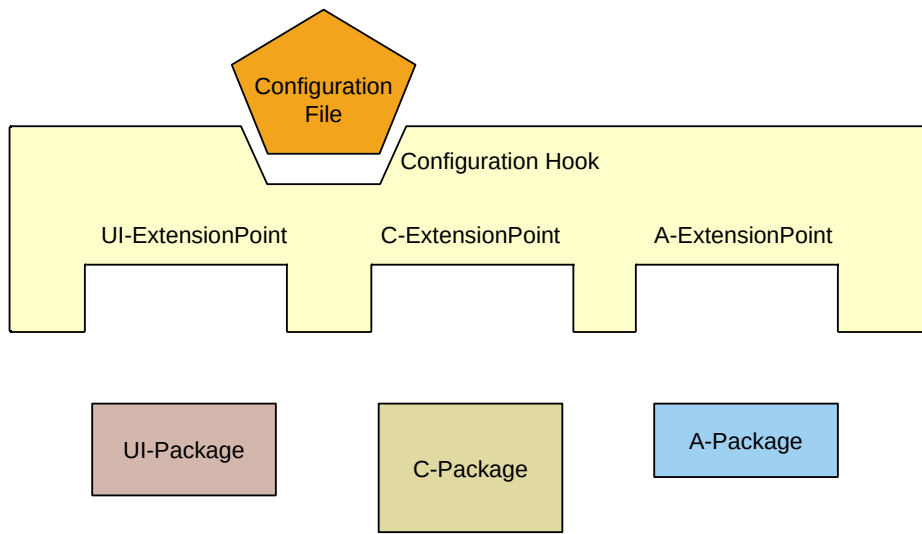 Configuration
File
Configuration Hook
UI-ExtensionPoint
C-ExtensionPoint
A-ExtensionPoint
UI-Package
C-Package
A-Package